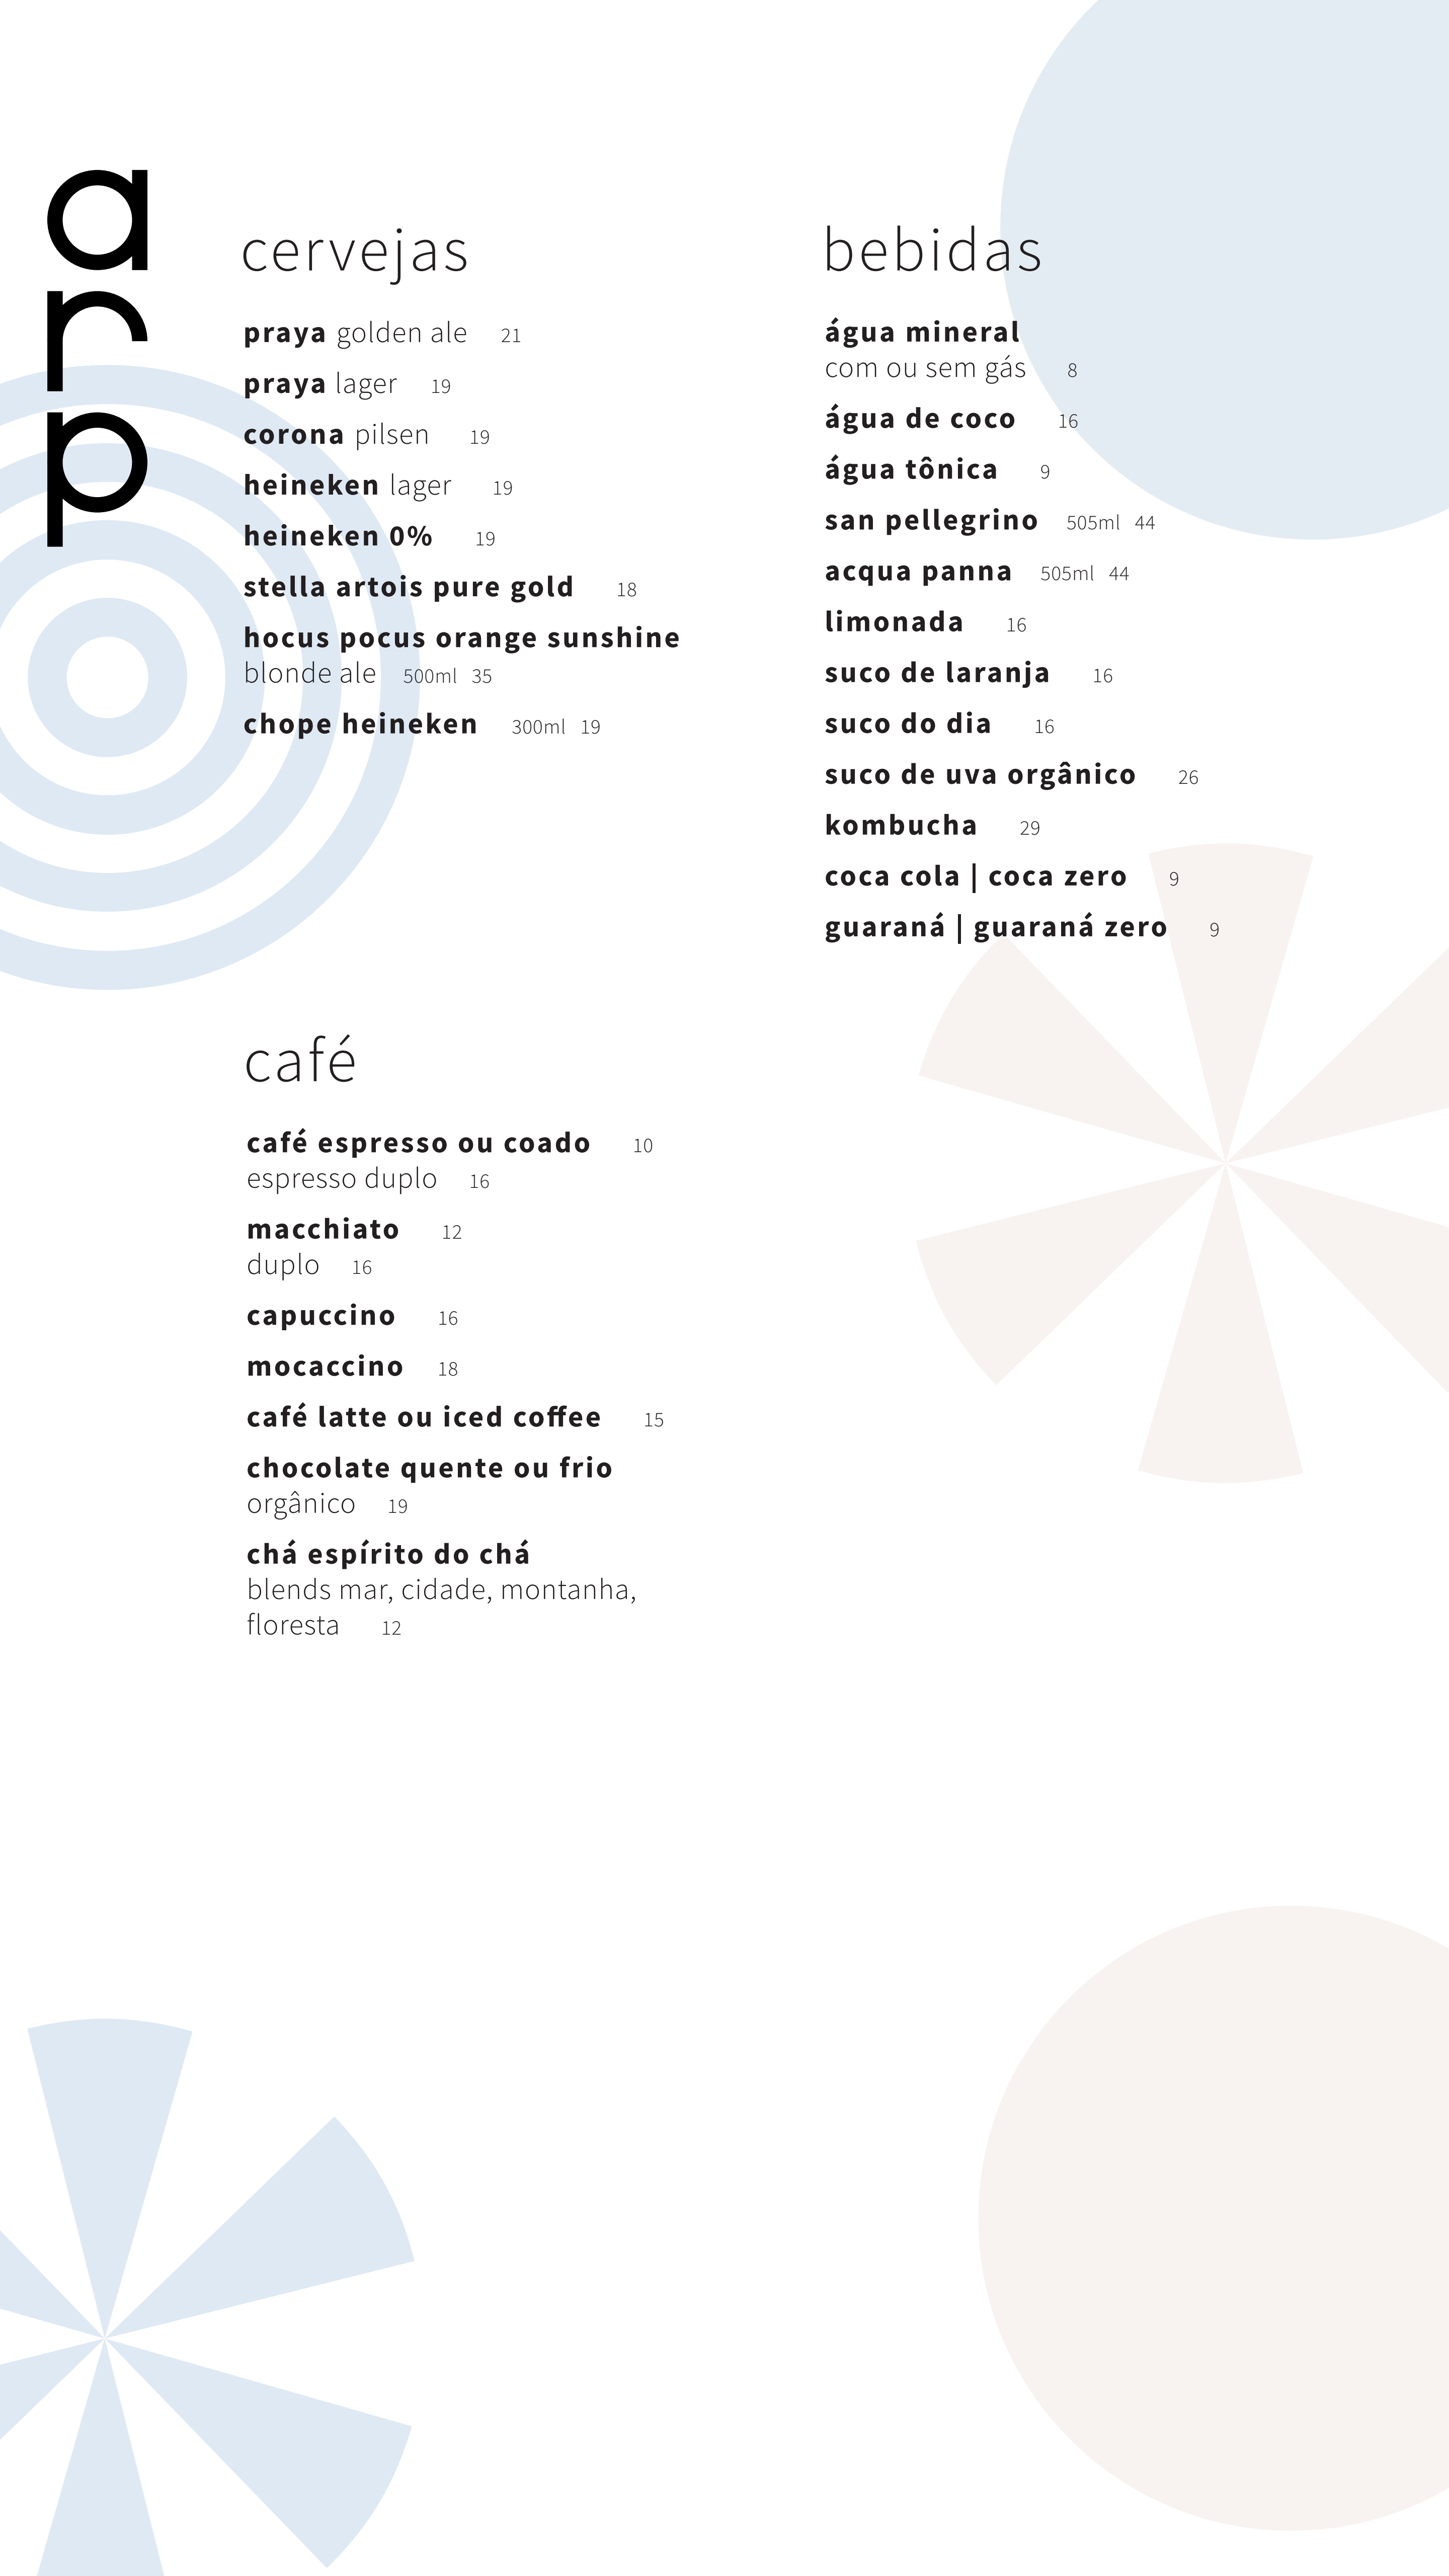 arp
cervejas
praya golden ale 21
praya lager 19
corona pilsen 19
heineken lager 19
heineken 0% 19
stella artois pure gold 18
hocus pocus orange sunshine
blonde ale 500ml 35
chope heineken 300ml 19
bebidas
água mineral
com ou sem gás 8
água de coco 16
água tônica 9
san pellegrino 505ml 44
acqua panna 505ml 44
limonada 16
suco de laranja 16
suco do dia 16
suco de uva orgânico 26
kombucha 29
coca cola | coca zero 9
guaraná | guaraná zero 9
café
café espresso ou coado 10
espresso duplo 16
macchiato 12
duplo 16
capuccino 16
mocaccino 18
café latte ou iced coffee 15
chocolate quente ou frio
orgânico 19
chá espírito do chá
blends mar, cidade, montanha,
floresta 12